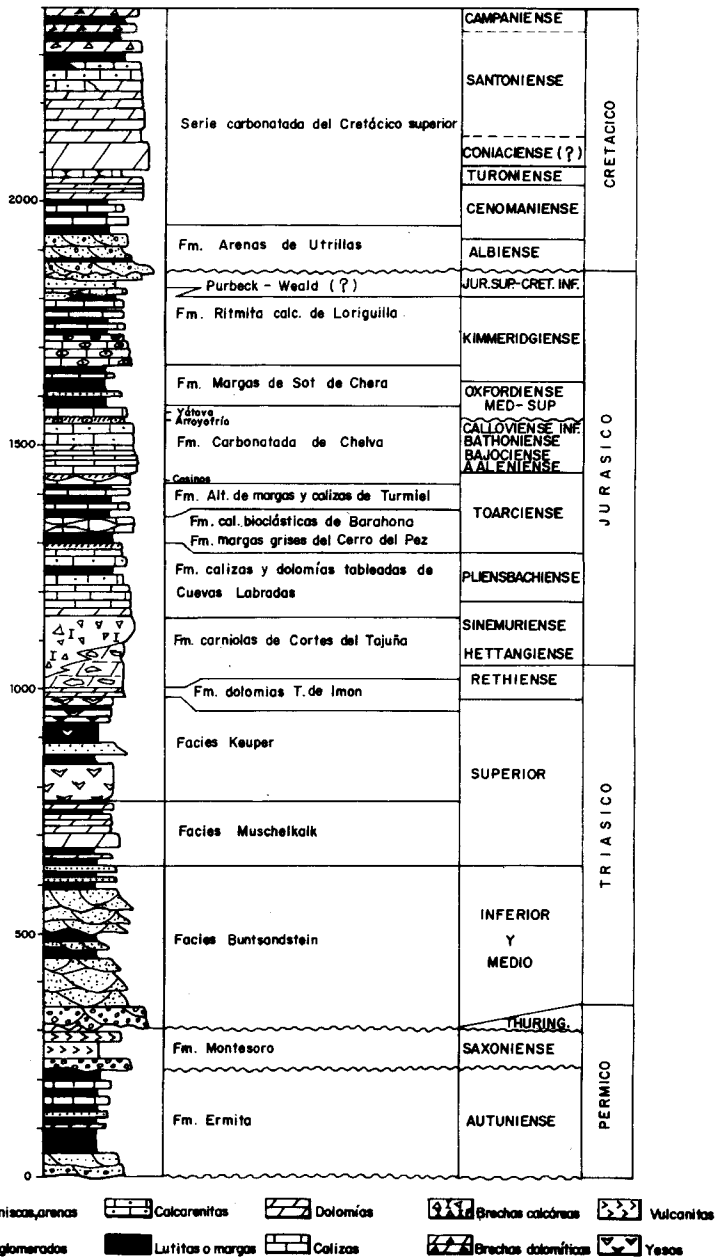 CAMPANIENSE
SANTONIENSE
Serie carbonatada del Cretácico superior
CONIACIENSE (?)
TURONIENSE
2000
CENOMANIENSE
CRETACICO
Fm. Arenas de Utrillas
ALBIENSE
Purbeck - Weald (?)
JUR.SUP-CRET. INF.
Fm. Ritmita calc. de Loriguilla
KIMMERIDGIENSE
Fm. Margas de Sot de Chera
OXFORDIENSE
MED- SUP
Yátova
Arroyofrío
1500
Fm. Carbonatada de Chelva
CALLOVIENSE INF.
BATHONIENSE
BAJOCIENSE
AALENIENSE
Casinos
Fm. Alt. de margas y calizas de Turmiel
TOARCIENSE
JURASICO
Fm. cal. bioclásticas de Barahona
Fm. margas grises del Cerro del Pez
Fm. calizas y dolomías tableadas de
Cuevas Labradas
PLIENSBACHIENSE
SINEMURIENSE
Fm. carniolas de Cortes del Tajuña
HETTANGIENSE
1000
Fm. dolomias T. de Imon
RETHIENSE
Facies Keuper
SUPERIOR
Facies Muschelkalk
TRIASICO
500
Facies Buntsandstein
INFERIOR
Y
MEDIO
THURING.
Fm. Montesoro
SAXONIENSE
Fm. Ermita
AUTUNIENSE
PERMICO
0
niscas,arenas
Calcarenitas
Dolomías
Brechas calcáreas
Vulcanitas
glomerados
Lutitas o margas
Calizas
Brechas dolomíticas
Yesos